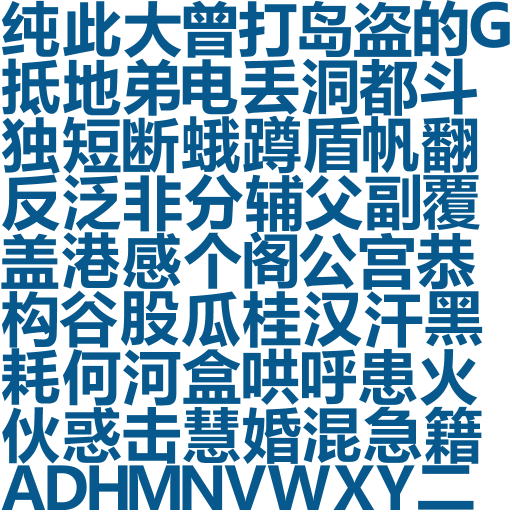 纯此大曾打岛盗的G
抵地弟电丢洞都斗
独短断蛾蹲盾帆翻
反泛非分辅父副覆
盖港感个阁公宫恭
构谷股瓜桂汉汗黑
耗何河盒哄呼患火
伙惑击慧婚混急籍
ADHMNVWXY二